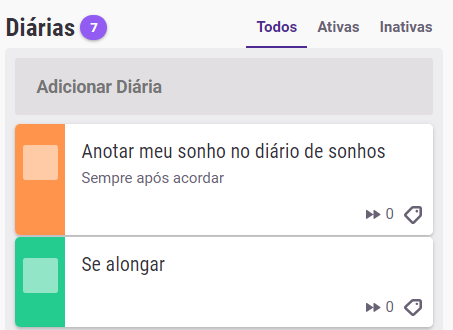 Diárias 7
Todos Ativas Inativas
Adicionar Diária
Anotar meu sonho no diário de sonhos
Sempre após acordar
0
Se alongar
0